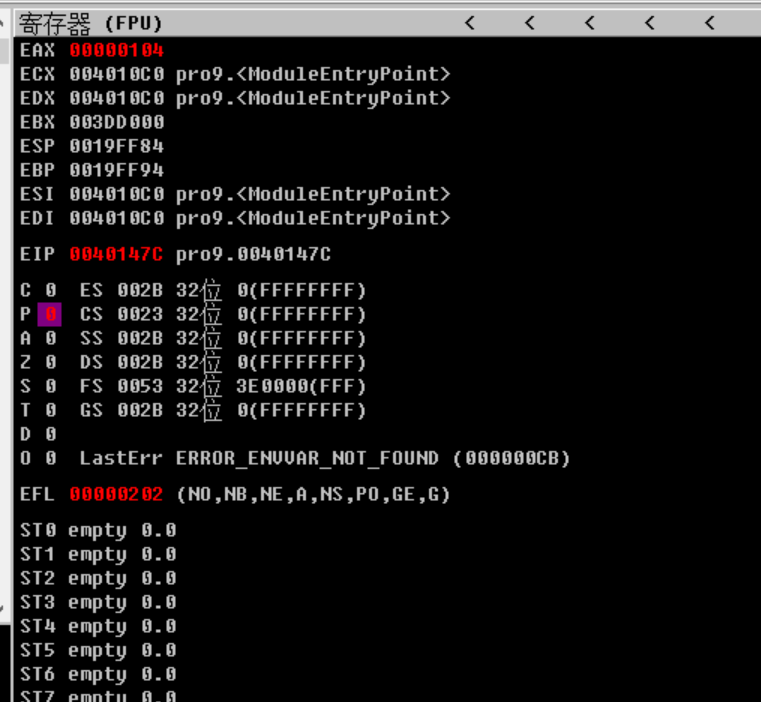 寄存器 (FPU) < < < < <
EAX 00000104
ECX 004010C0 pro9.<ModuleEntryPoint>
EDX 004010C0 pro9.<ModuleEntryPoint>
EBX 003DD000
ESP 0019FF84
EBP 0019FF94
ESI 004010C0 pro9.<ModuleEntryPoint>
EDI 004010C0 pro9.<ModuleEntryPoint>
EIP 0040147C pro9.0040147C
C 0 ES 002B 32位 0(FFFFFFFF)
P 0 CS 0023 32位 0(FFFFFFFF)
A 0 SS 002B 32位 0(FFFFFFFF)
Z 0 DS 002B 32位 0(FFFFFFFF)
S 0 FS 0053 32位 3E0000(FFF)
T 0 GS 002B 32位 0(FFFFFFFF)
D 0
O 0 LastErr ERROR_ENVVAR_NOT_FOUND (000000CB)
EFL 00000202 (NO,NB,NE,A,NS,PO,GE,G)
ST0 empty 0.0
ST1 empty 0.0
ST2 empty 0.0
ST3 empty 0.0
ST4 empty 0.0
ST5 empty 0.0
ST6 empty 0.0
ST7 empty 0.0